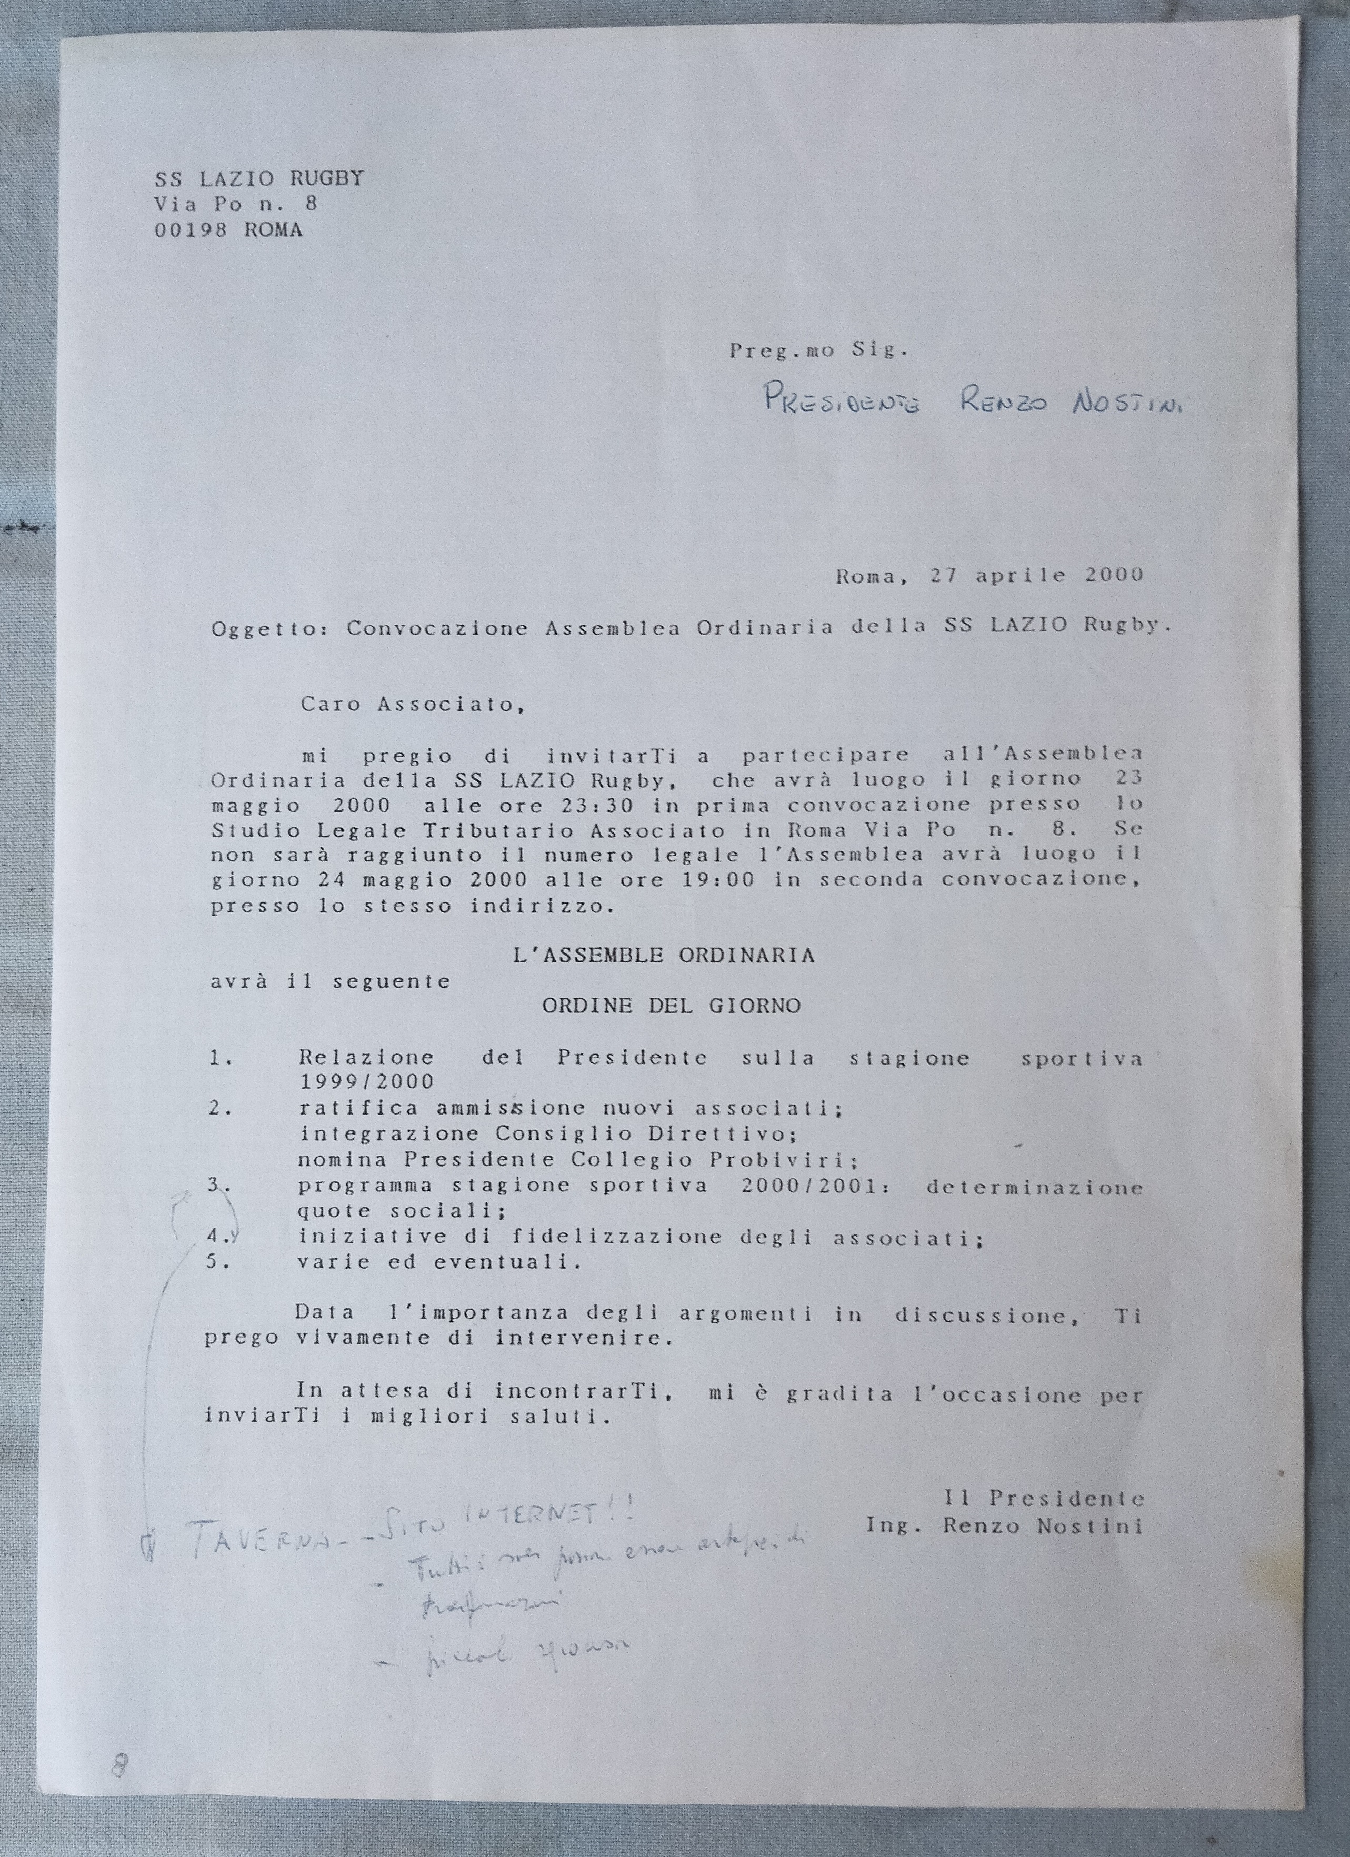 SS LAZIO RUGBY
Via Po n. 8
00198 ROMA
Preg.mo Sig.
PRESIDENTE RENZO NOSTINI
Roma, 27 aprile 2000
Oggetto: Convocazione Assemblea Ordinaria della SS LAZIO Rugby.
Caro Associato,
mi pregio di invitarTi a partecipare all'Assemblea
Ordinaria della SS LAZIO Rugby, che avrà luogo il giorno 23
maggio 2000 alle ore 23:30 in prima convocazione presso lo
Studio Legale Tributario Associato in Roma Via Po n. 8. Se
non sarà raggiunto il numero legale l'Assemblea avrà luogo il
giorno 24 maggio 2000 alle ore 19:00 in seconda convocazione,
presso lo stesso indirizzo.
L'ASSEMBLE ORDINARIA
avrà il seguente
ORDINE DEL GIORNO
1. Relazione del Presidente sulla stagione sportiva
1999/2000
2. ratifica ammissione nuovi associati;
integrazione Consiglio Direttivo;
nomina Presidente Collegio Probiviri;
3. programma stagione sportiva 2000/2001: determinazione
quote sociali;
4. iniziative di fidelizzazione degli associati;
5. varie ed eventuali.
Data l'importanza degli argomenti in discussione, Ti
prego vivamente di intervenire.
In attesa di incontrarTi, mi è gradita l'occasione per
inviarTi i migliori saluti.
Il Presidente
Ing. Renzo Nostini
TAVERNA - - SITO INTERNET!!
- Tutti essere di
- piccoli sponsor
8